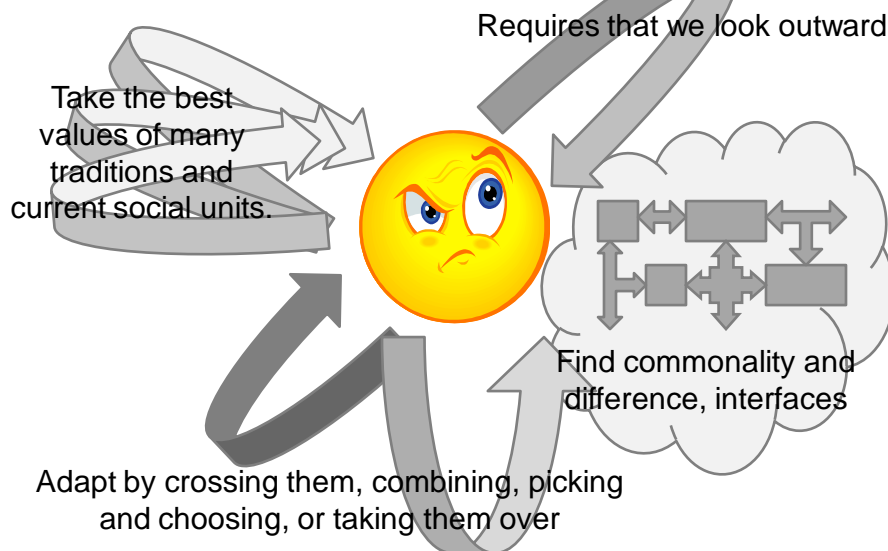 Requires that we look outward
Take the best
values of many
traditions and
current social units.
Find commonality and
difference, interfaces
Adapt by crossing them, combining, picking
and choosing, or taking them over